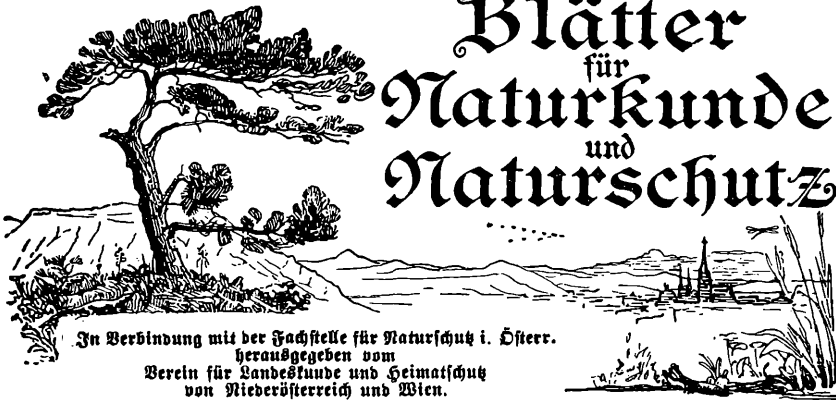 Blätter
für
Naturkunde
und
Naturschutz
In Verbindung mit der Fachstelle für Naturschutz i. Österr.
herausgegeben vom
Verein für Landeskunde und Heimatschutz
von Niederösterreich und Wien.